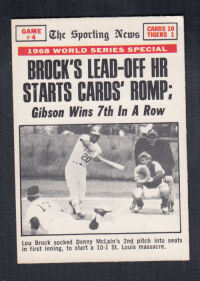 GAME #4
The Sporting News
CARDS 10
TIGERS 1
1968 WORLD SERIES SPECIAL
BROCK'S LEAD-OFF HR
STARTS CARDS' ROMP;
Gibson Wins 7th In A Row
20
Lou Brock socked Denny McLain's 2nd pitch into seats
in first inning, to start a 10-1 St. Louis massacre.